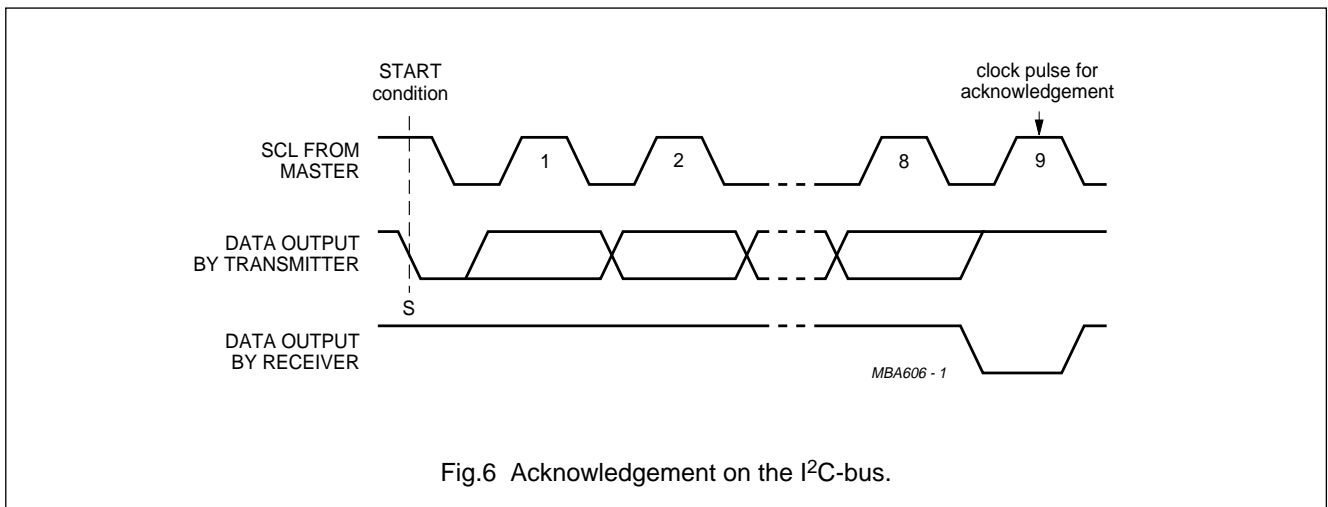 START
condition
clock pulse for
acknowledgement
SCL FROM
MASTER
1
2
8
9
DATA OUTPUT
BY TRANSMITTER
S
DATA OUTPUT
BY RECEIVER
MBA606 - 1
Fig.6 Acknowledgement on the I²C-bus.